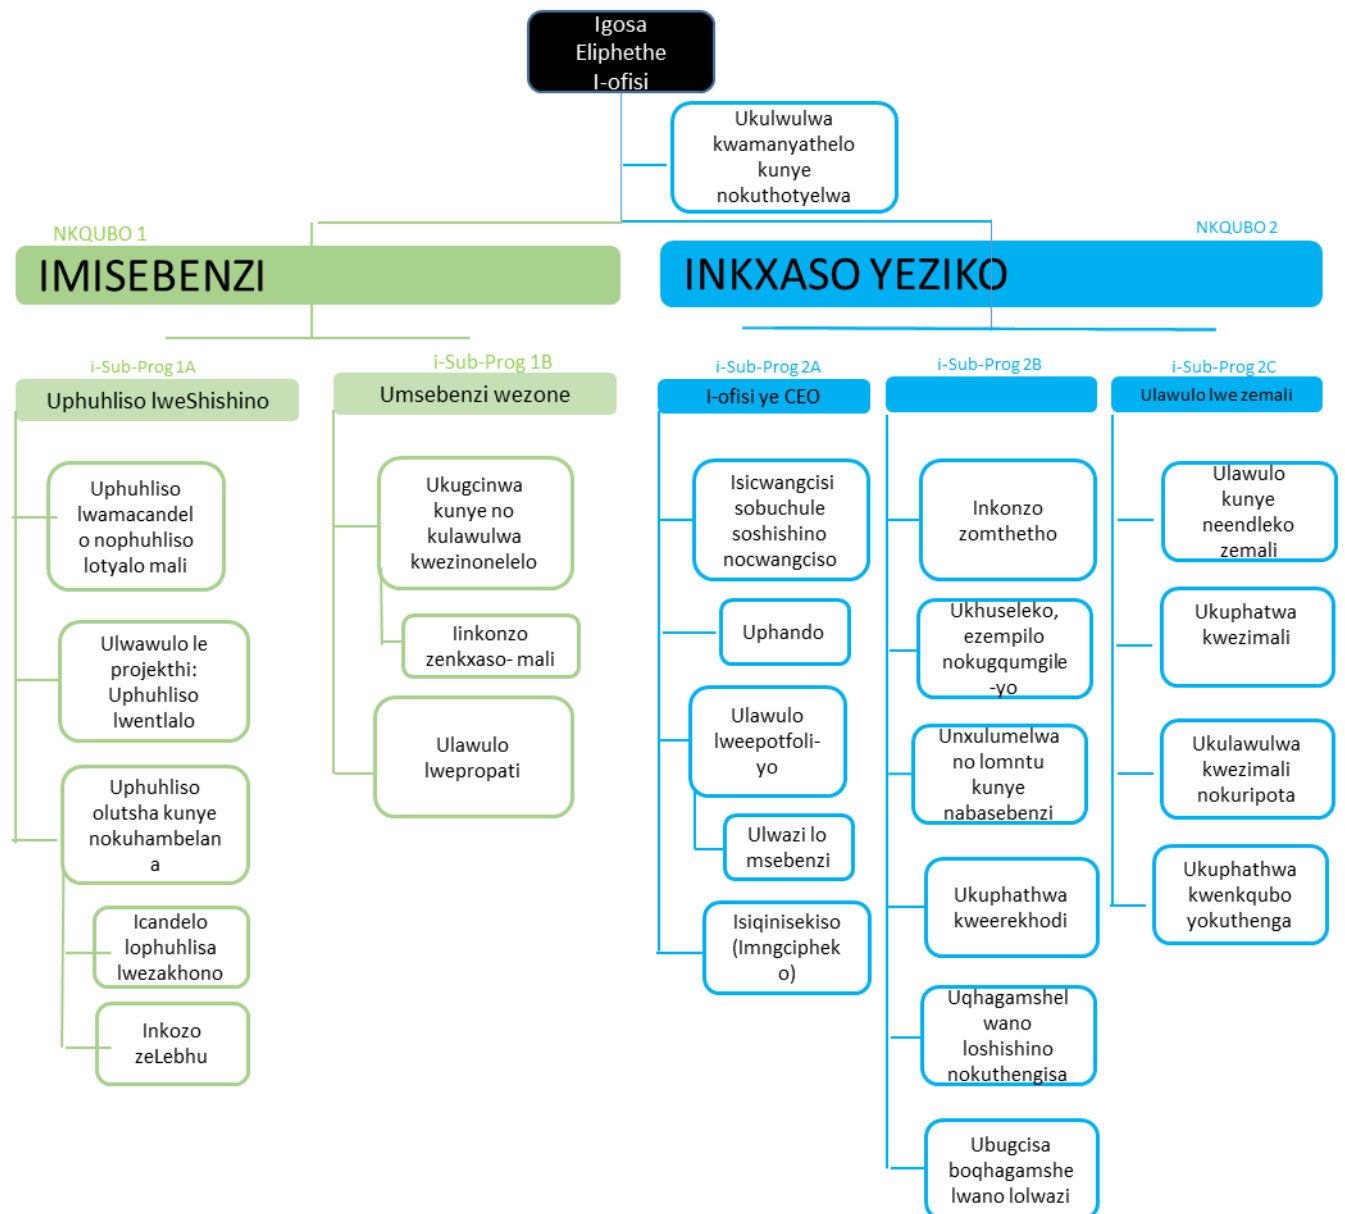 Igosa
Eliphethe
I-ofisi
Ukulwulwa
kwamanyathelo
kunye
nokuthotyelwa
NKQUBO 1
IMISEBENZI
i-Sub-Prog 1A
Uphuhliso lweShishino
Uphuhliso
lwamacandel
o nophuhliso
lotyalo mali
Ulwawulo le
projekthi:
Uphuhliso
lwentlalo
Uphuhliso
olutsha kunye
nokuhambelan
a
Icandelo
lophuhlisa
lwezakhono
Inkozo
zeLebhu
i-Sub-Prog 1B
Umsebenzi wezone
Ukugcinwa
kunye no
kulawulwa
kwezinonelelo
Iinkonzo
zenkxaso- mali
Ulawulo
lwepropati
NKQUBO 2
INKXASO YEZIKO
i-Sub-Prog 2A
I-ofisi ye CEO
Isicwangcisi
sobuchule
soshishino
nocwangciso
Uphando
Ulawulo
lweepotfoli-
yo
Ulwazi lo
msebenzi
Isiqinisekiso
(Imngciphek
o)
i-Sub-Prog 2B
Inkonzo
zomthetho
Ukhuseleko,
ezempilo
nokugqumgile
-yo
Unxulumelwa
no lomntu
kunye
nabasebenzi
Ukuphathwa
kweerekhodi
Uqhagamshel
wano
loshishino
nokuthengisa
Ubugcisa
boqhagamshe
lwano lolwazi
i-Sub-Prog 2C
Ulawulo lwe zemali
Ulawulo
kunye
neendleko
zemali
Ukuphatwa
kwezimali
Ukulawulwa
kwezimali
nokuripota
Ukuphathwa
kwenkqubo
yokuthenga